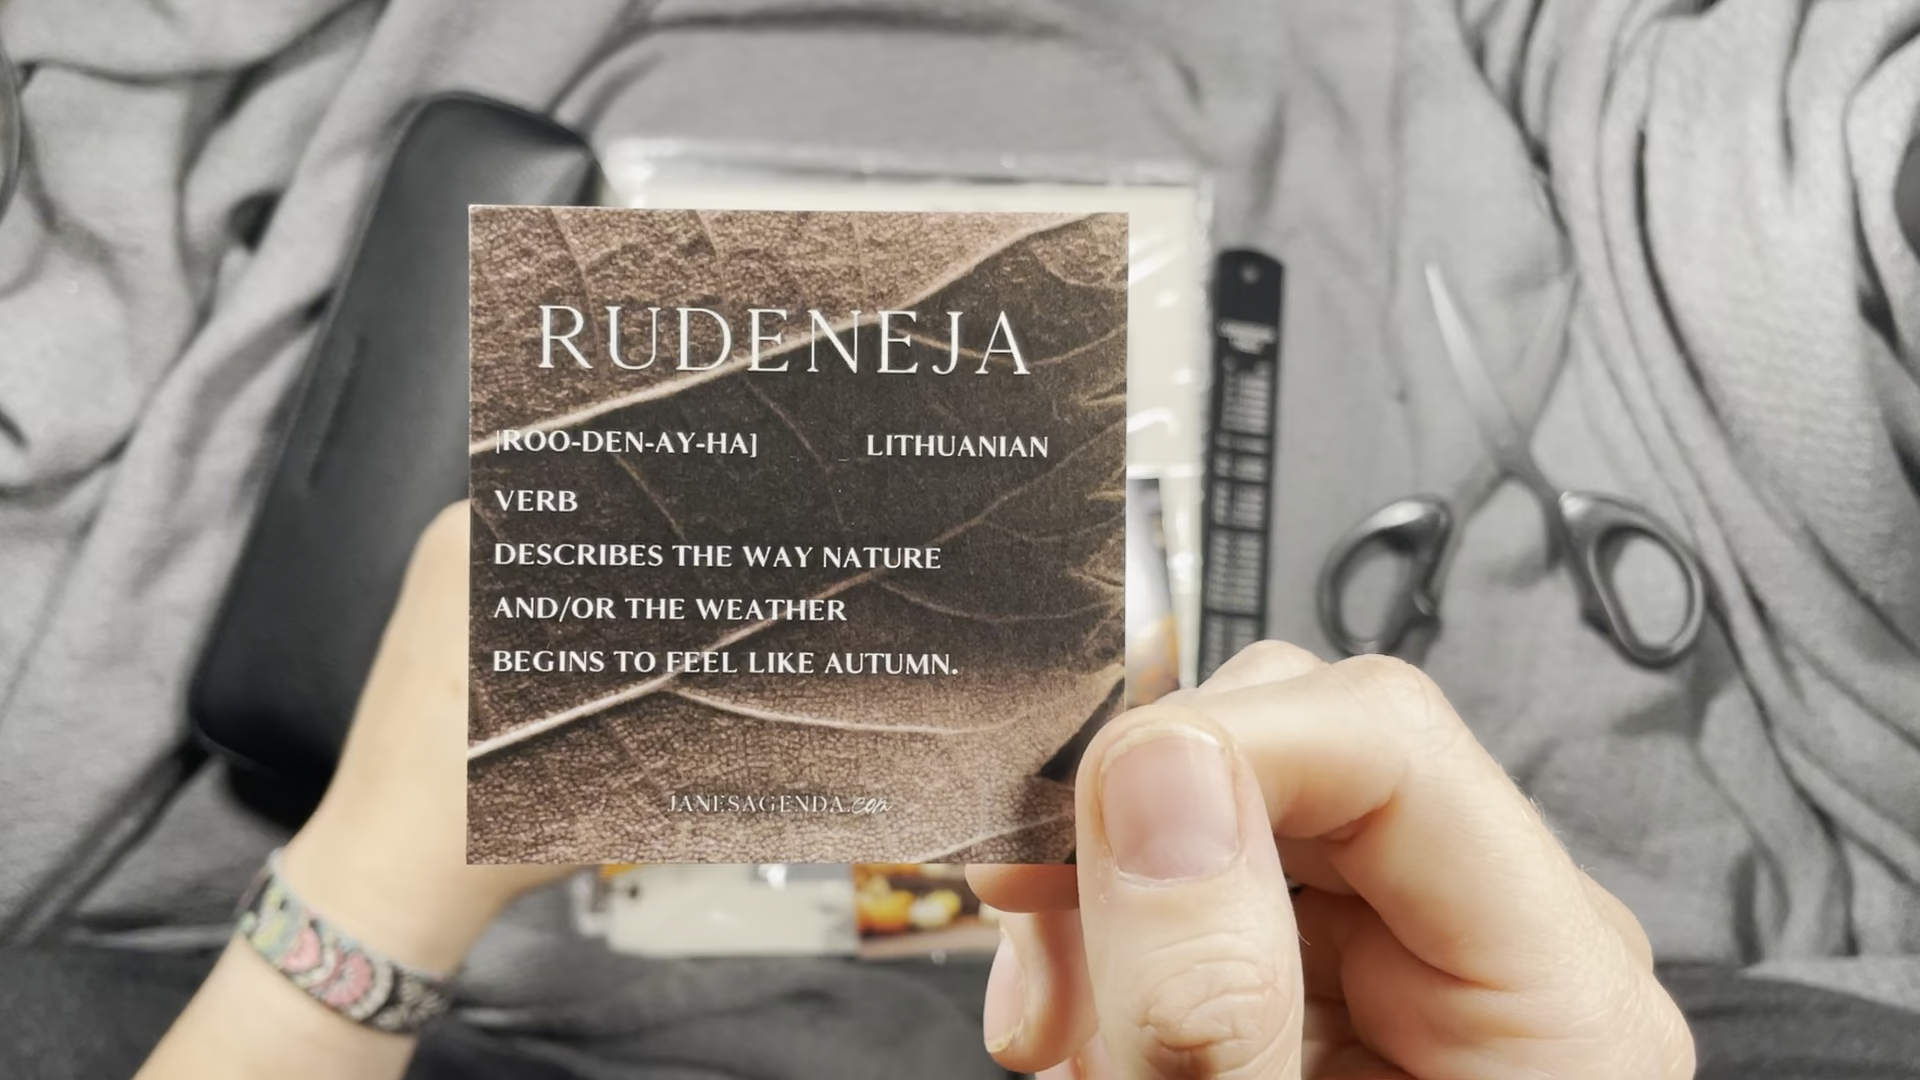 RUDENEJA
[ROO-DEN-AY-HA] LITHUANIAN
VERB
DESCRIBES THE WAY NATURE
AND/OR THE WEATHER
BEGINS TO FEEL LIKE AUTUMN.
JANESAGENDA.com